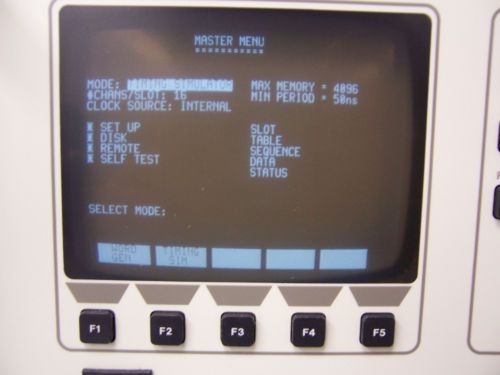 MASTER MENU
***********
MODE: TIMING SIMULATOR
MAX MEMORY = 4096
#CHANS/SLOT: 16
MIN PERIOD = 50ns
CLOCK SOURCE: INTERNAL
* SET UP
SLOT
* DISK
TABLE
* REMOTE
SEQUENCE
* SELF TEST
DATA
STATUS
SELECT MODE:
WORD GEN
TIMING SIM
F1 F2 F3 F4 F5